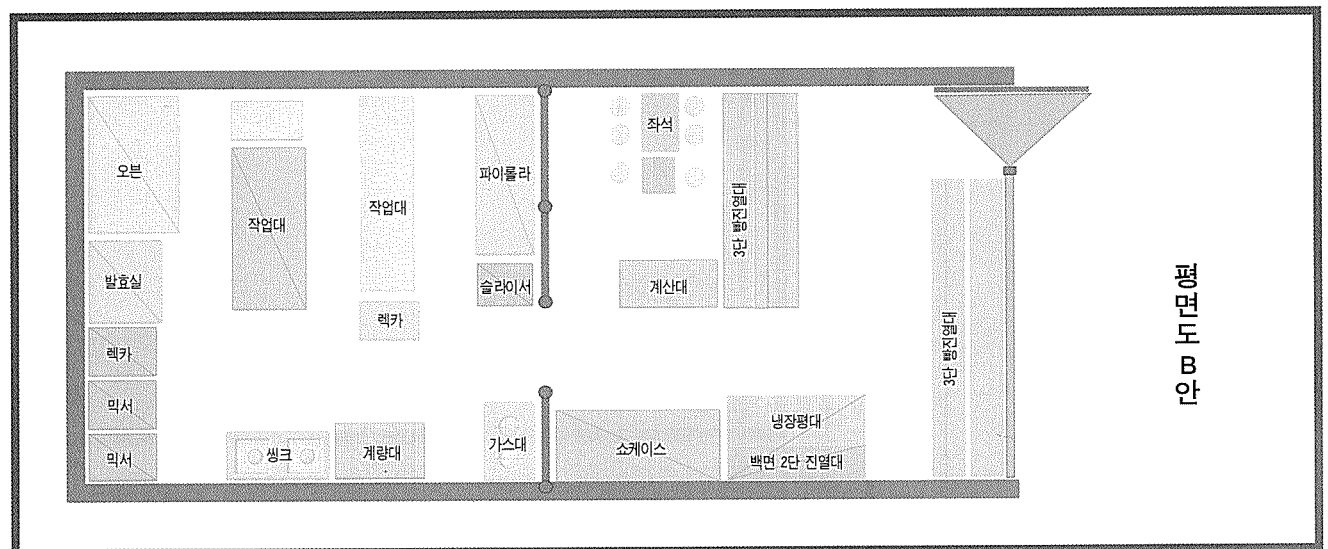 오븐
작업대
작업대
파이롤라
좌석
3단 빵진열대
발효실
슬라이서
계산대
렉카
렉카
3단 빵진열대
믹서
믹서
씽크
계량대
가스대
쇼케이스
냉장평대
백면 2단 진열대
평면도 B 안